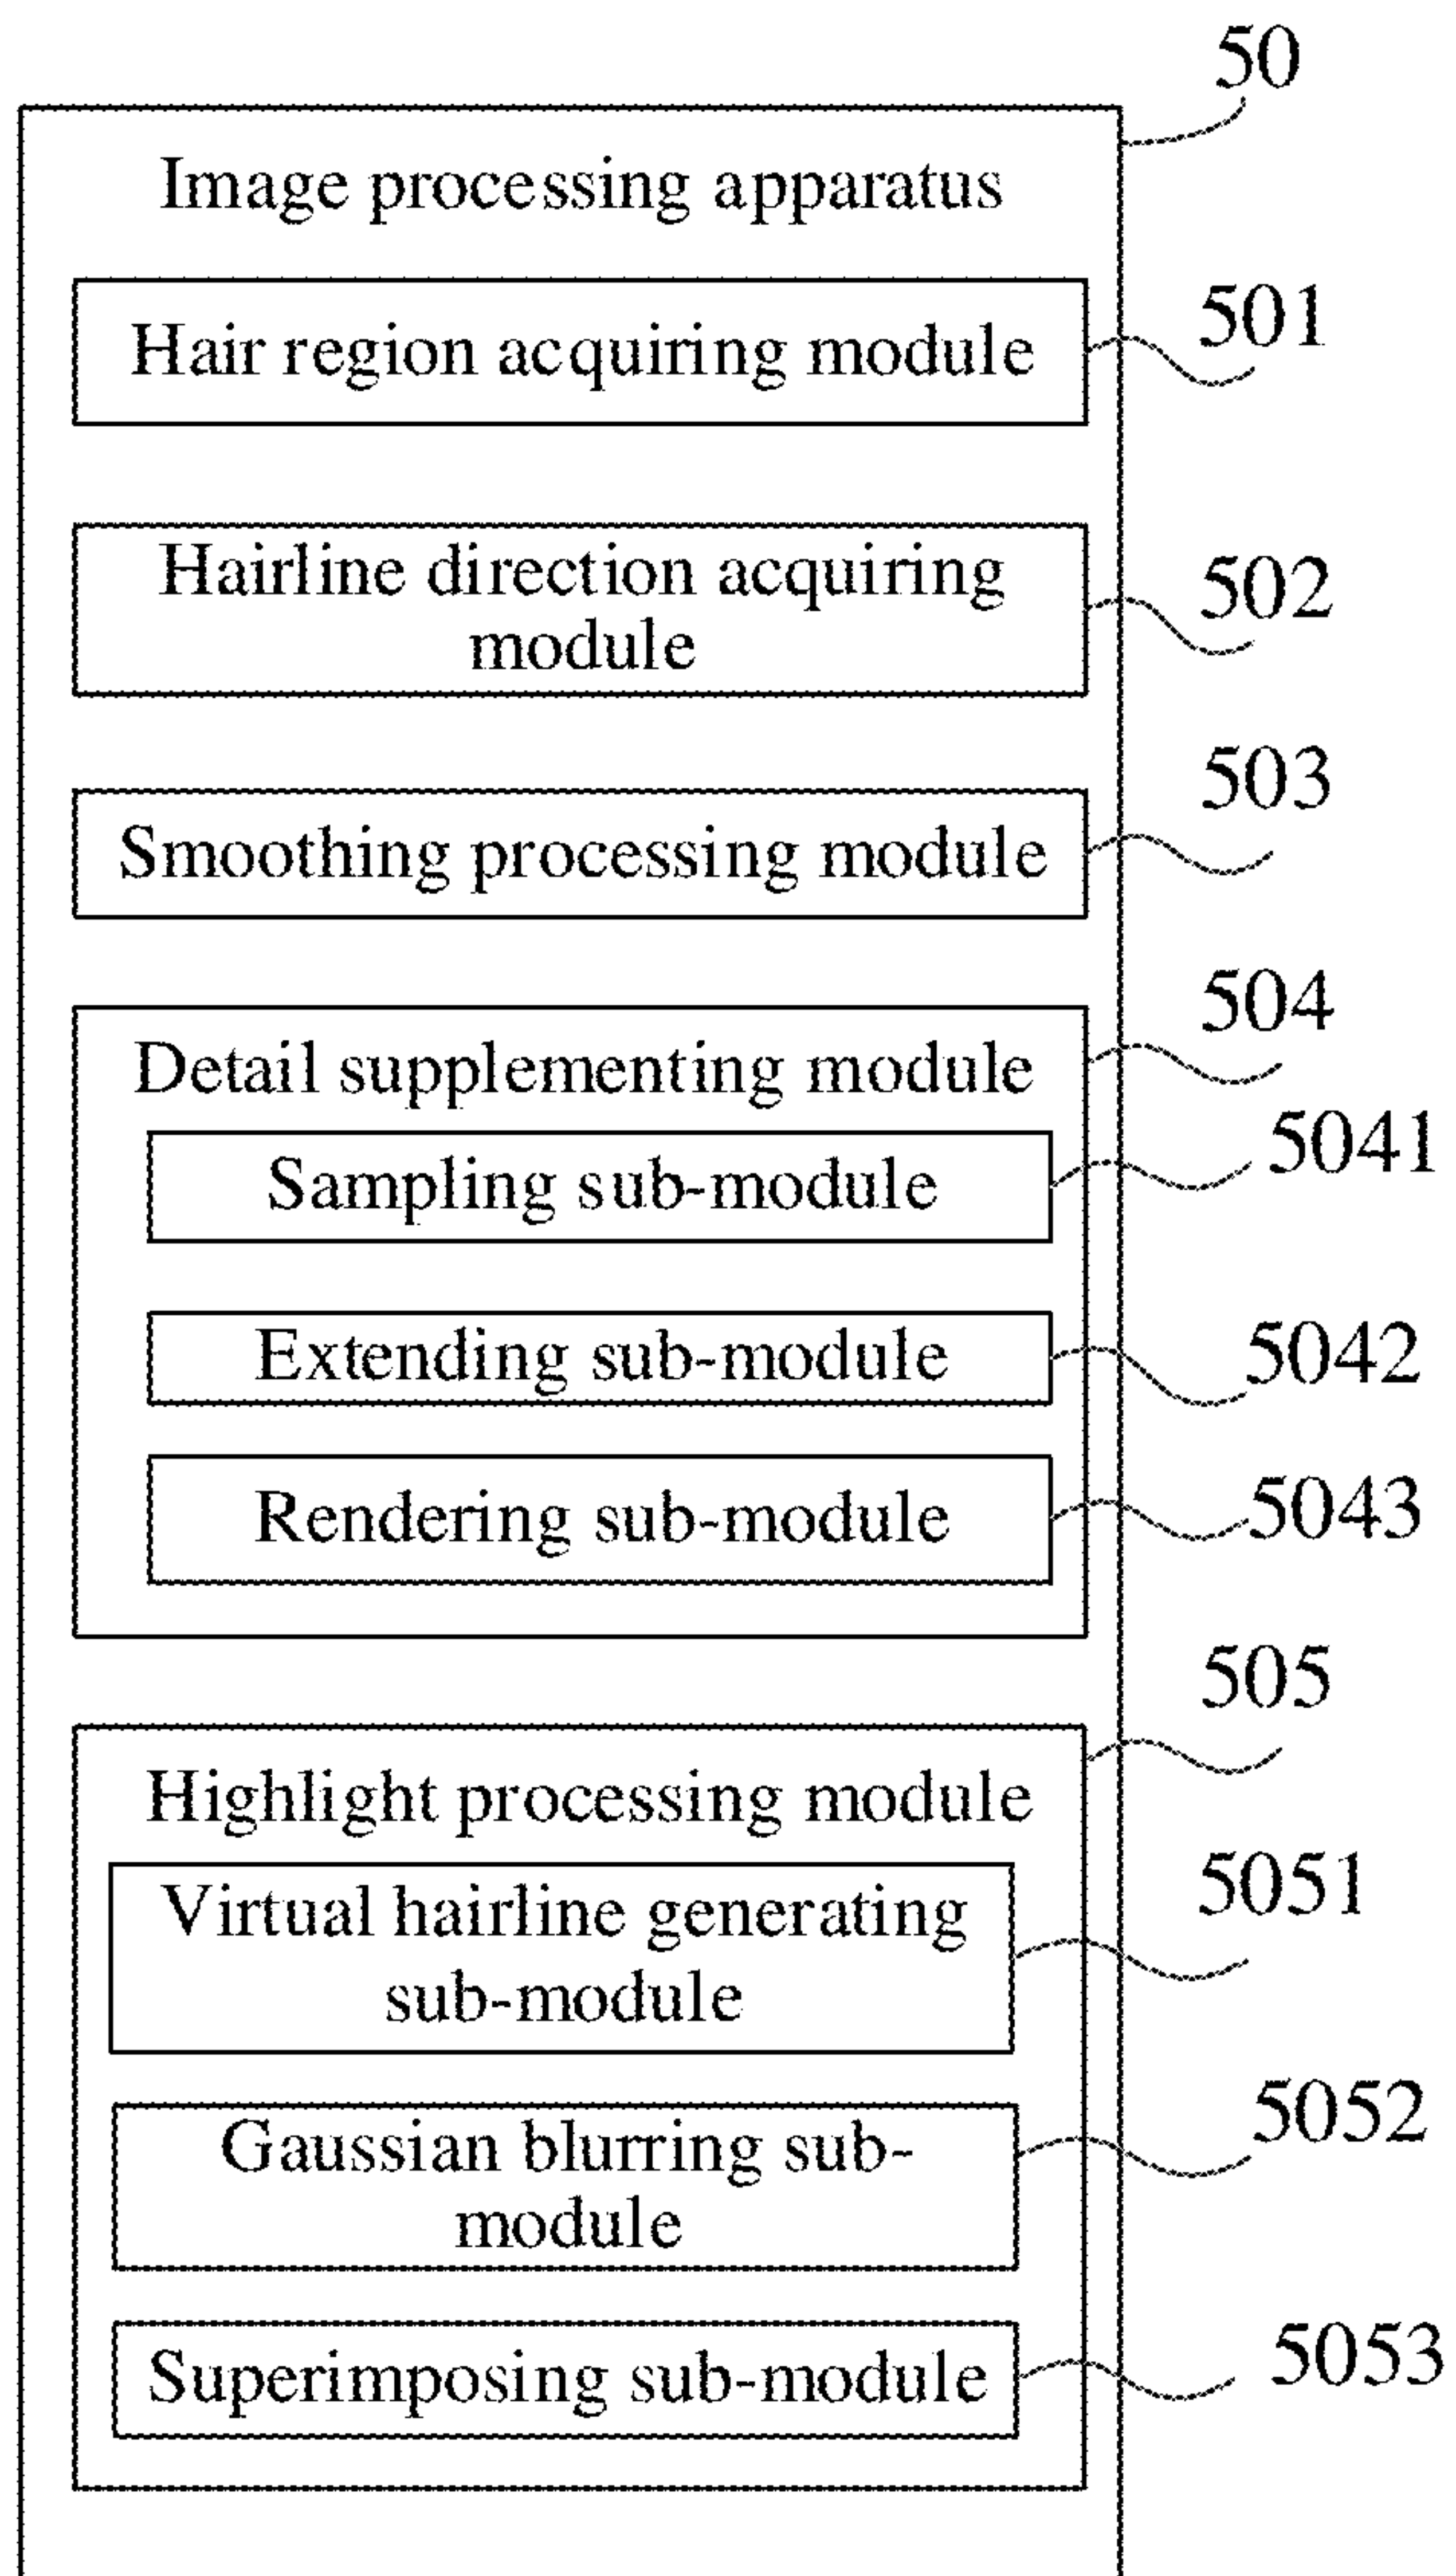 50
Image processing apparatus
Hair region acquiring module
501
Hairline direction acquiring
module
502
Smoothing processing module
503
Detail supplementing module
504
Sampling sub-module
5041
Extending sub-module
5042
Rendering sub-module
5043
Highlight processing module
505
Virtual hairline generating
sub-module
5051
Gaussian blurring sub-
module
5052
Superimposing sub-module
5053